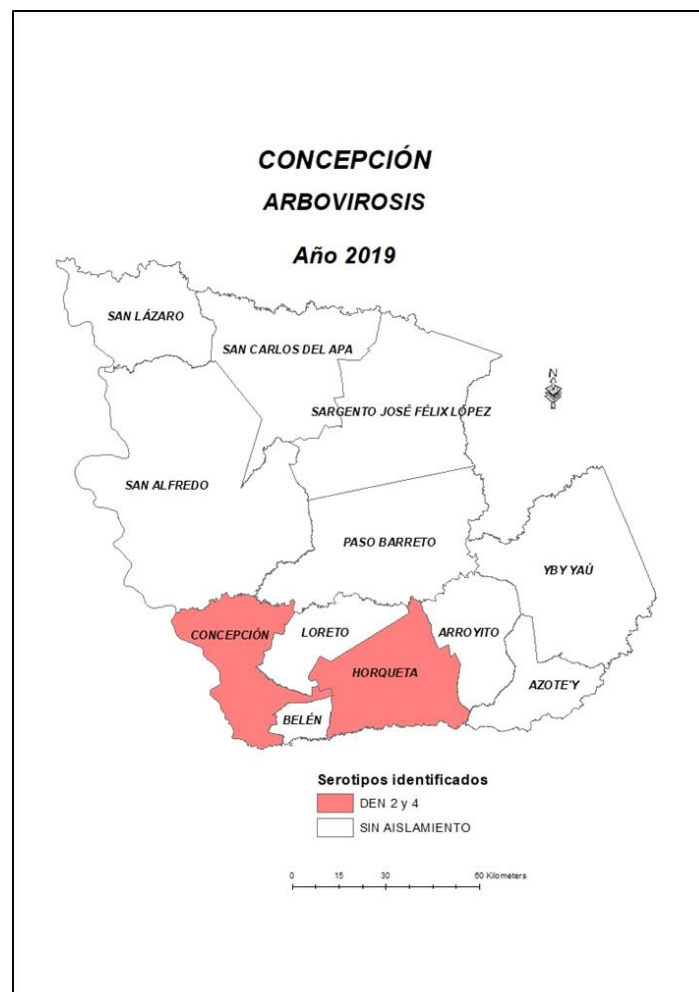 CONCEPCIÓN
ARBOVIROSIS
Año 2019
SAN LÁZARO
SAN CARLOS DEL APA
N
SARGENTO JOSÉ FÉLIX LÓPEZ
SAN ALFREDO
PASO BARRETO
YBY YAÚ
CONCEPCIÓN
LORETO
ARROYITO
HORQUETA
AZOTE'Y
BELÉN
Serotipos identificados
DEN 2 y 4
SIN AISLAMIENTO
0 15 30 60 Kilometers